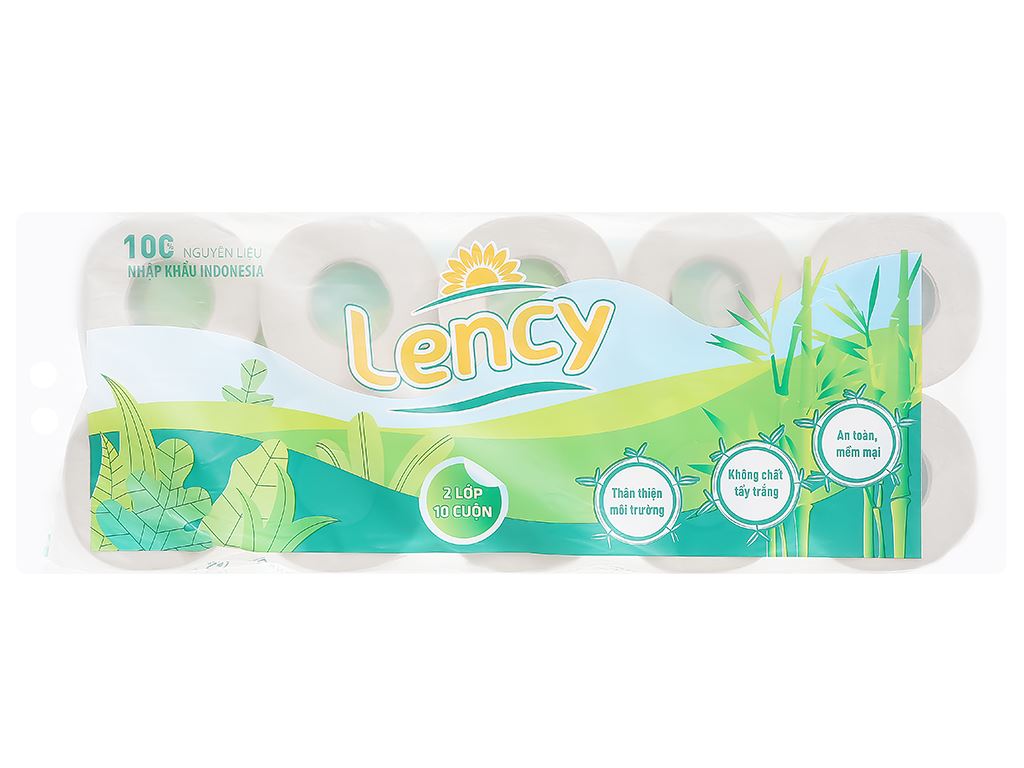 100% NGUYÊN LIỆU
NHẬP KHẨU INDONESIA
Lency
2 LỚP
10 CUỘN
Thân thiện
môi trường
Không chất
tẩy trắng
An toàn,
mềm mại